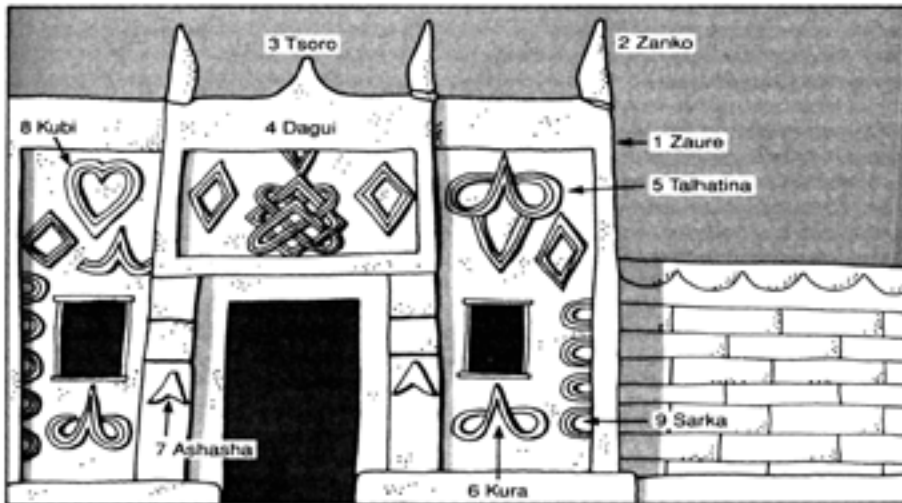 3 Tsoro
2 Zanko
8 Kubi
4 Dagui
1 Zaure
5 Talhatina
7 Ashasha
9 Sarka
6 Kura